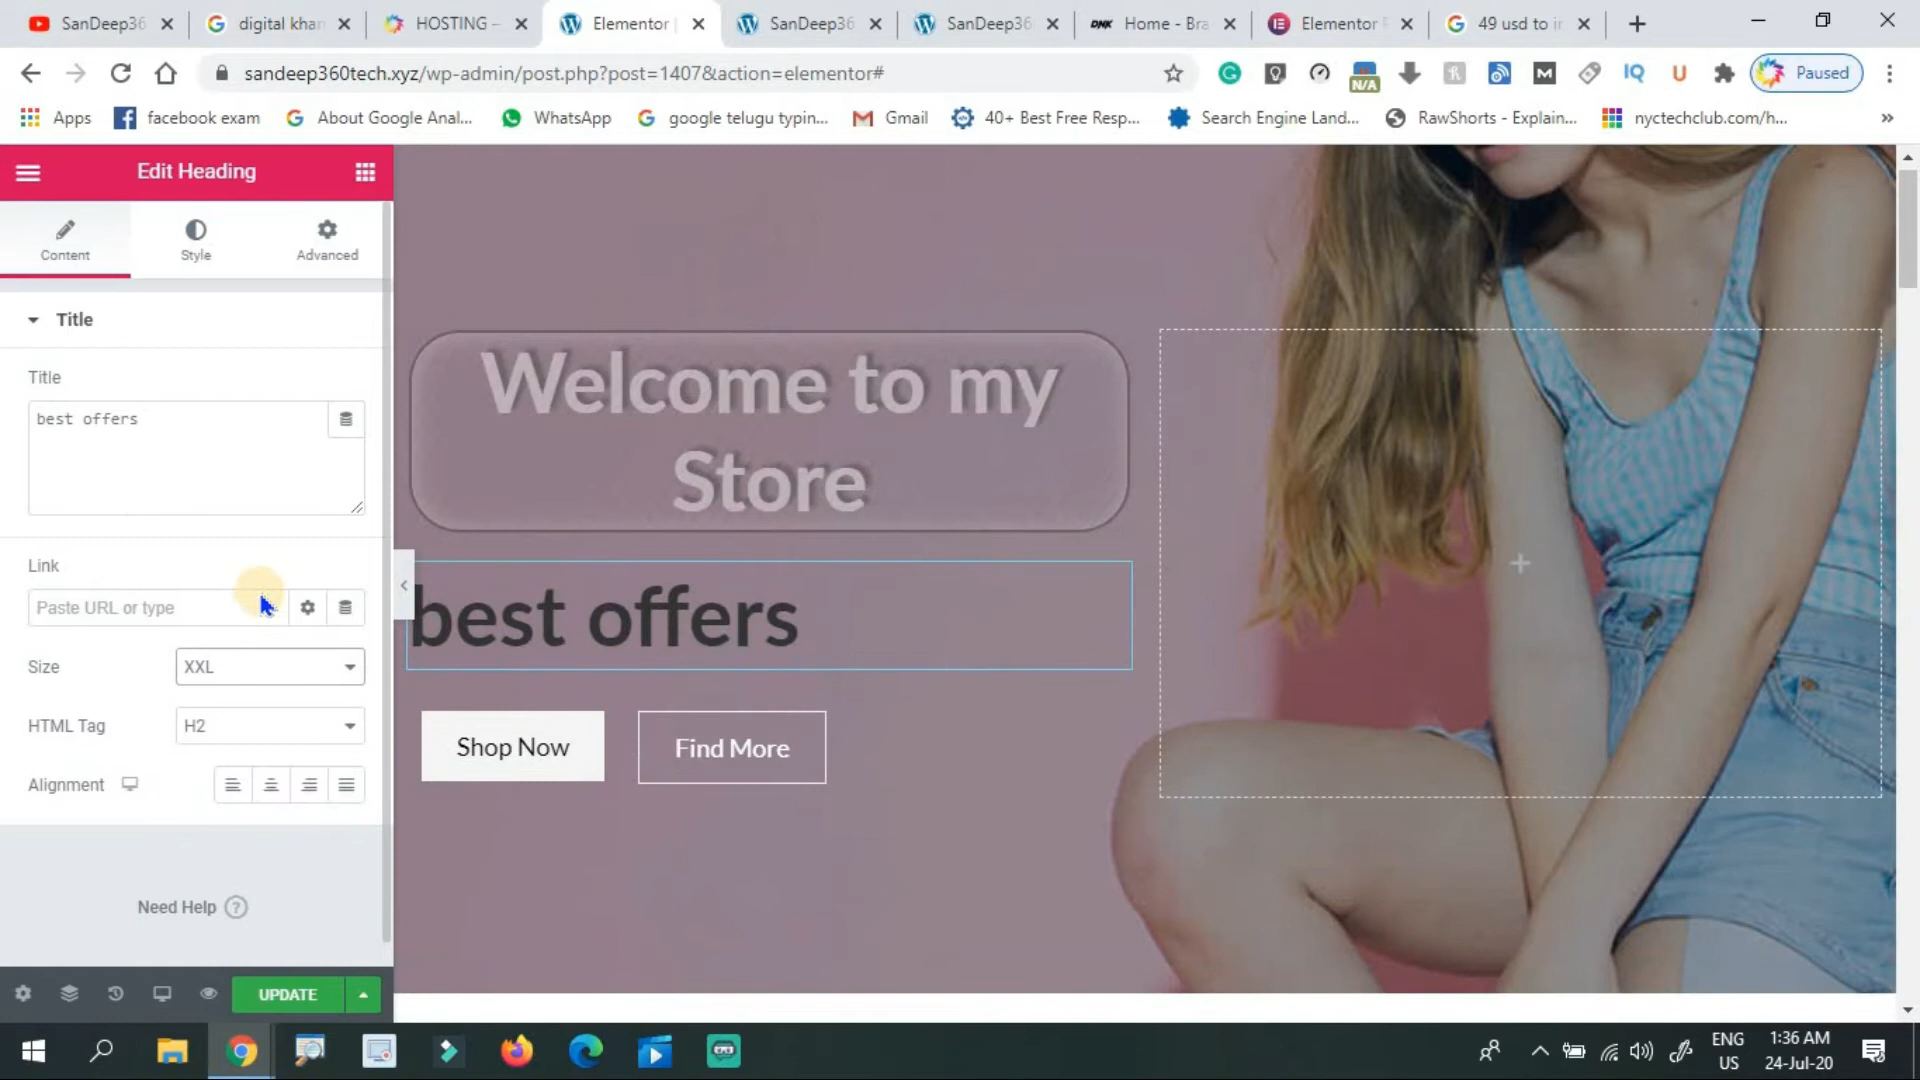 SanDeep36
digital khan
HOSTING –
Elementor
SanDeep36
SanDeep36
DNK Home - Bra
Elementor
49 usd to in
sandeep360tech.xyz/wp-admin/post.php?post=1407&action=elementor#
N/A
IQ
U
Paused
Apps
facebook exam
About Google Anal...
WhatsApp
google telugu typin...
Gmail
40+ Best Free Resp...
Search Engine Land...
RawShorts - Explain...
nyctechclub.com/h...
»
Edit Heading
Content
Style
Advanced
Title
Title
best offers
Link
Paste URL or type
Size
XXL
HTML Tag
H2
Alignment
Need Help ?
UPDATE
Welcome to my
Store
best offers
Shop Now
Find More
ENG
US
1:36 AM
24-Jul-20